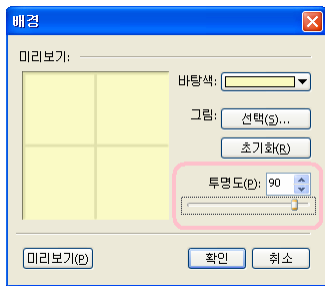 배경
미리보기:
바탕색:
그림: 선택(S)...
초기화(R)
투명도(P): 90
미리보기(P) 확인 취소